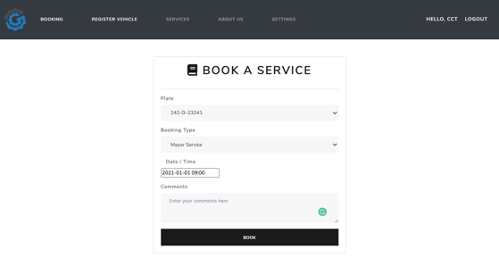 BOOKING REGISTER VEHICLE SERVICES ABOUT US SETTINGS HELLO, CCT LOGOUT
BOOK A SERVICE
Plate
242-D-23241
Booking Type
Mayor Service
Date / Time
2021-01-01 09:00
Comments
Enter your comments here
BOOK